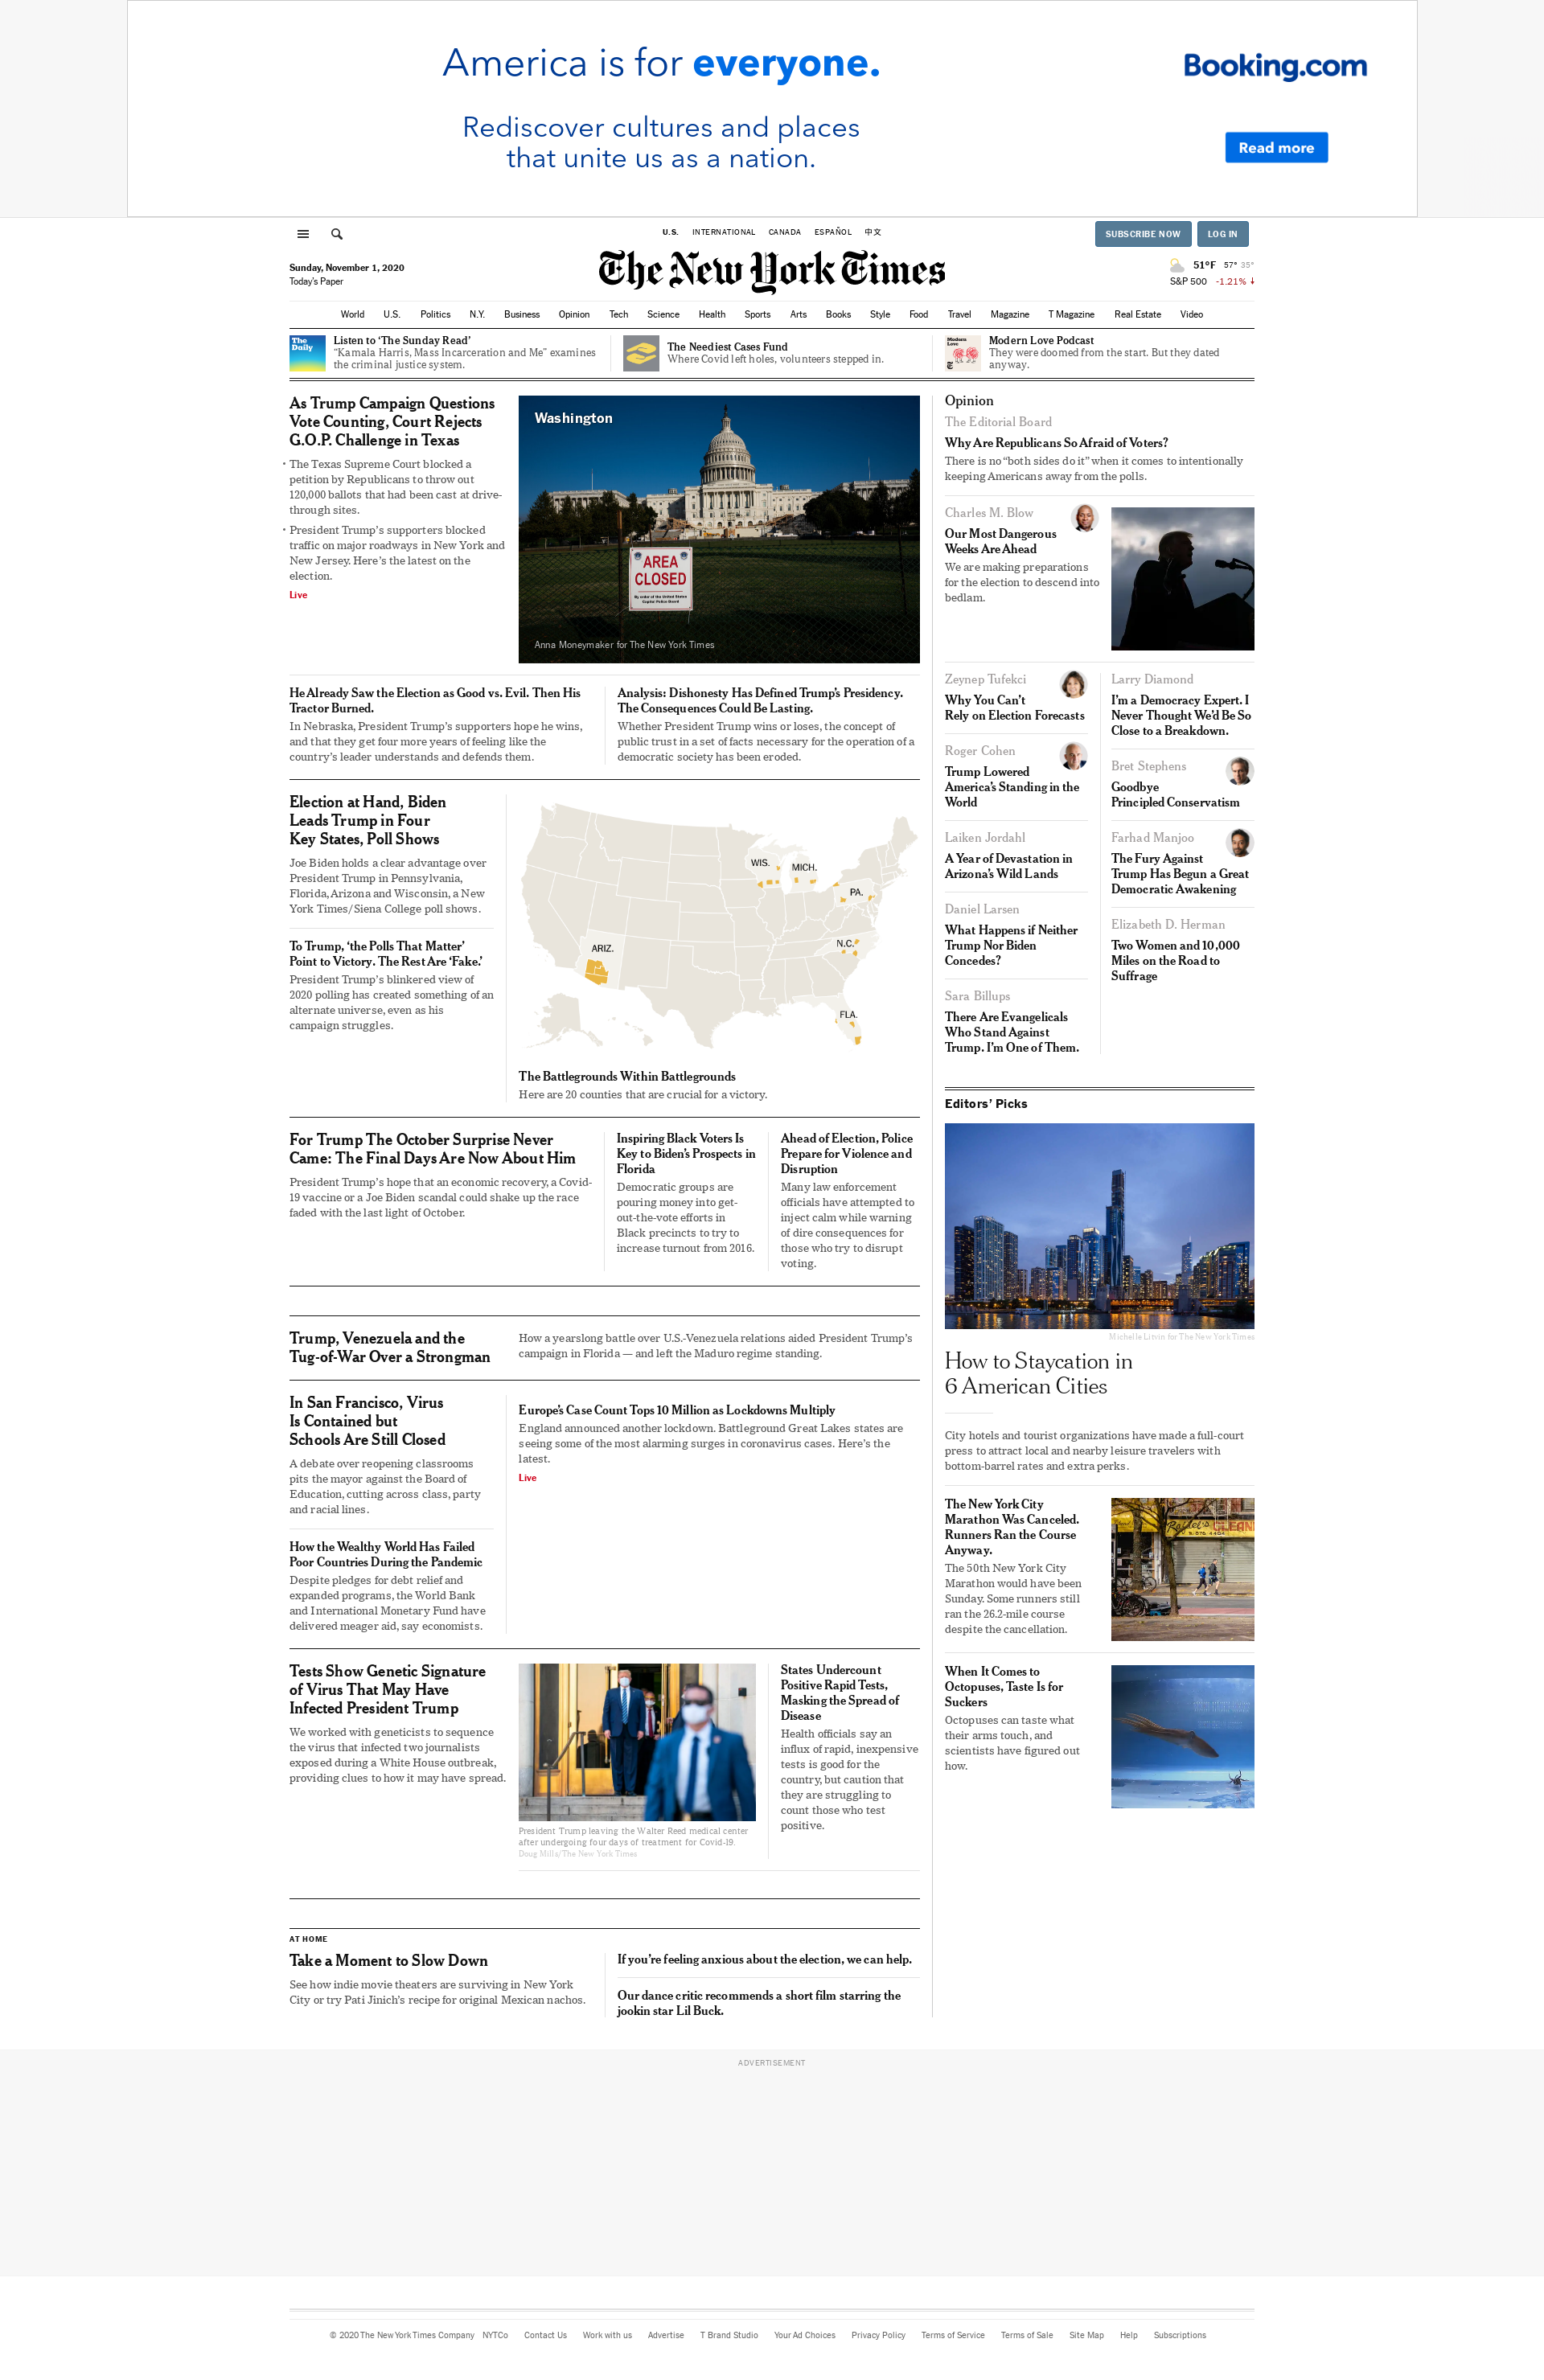 America is for everyone.
Booking.com
Rediscover cultures and places
that unite us as a nation.
Read more
U.S. INTERNATIONAL CANADA ESPAÑOL 中文
SUBSCRIBE NOW LOG IN
Sunday, November 1, 2020
Today's Paper
The New York Times
51°F 57° 35°
S&P 500 -1.21%
World U.S. Politics N.Y. Business Opinion Tech Science Health Sports Arts Books Style Food Travel Magazine T Magazine Real Estate Video
The
Daily
Listen to ‘The Sunday Read’
“Kamala Harris, Mass Incarceration and Me” examines
the criminal justice system.
The Neediest Cases Fund
Where Covid left holes, volunteers stepped in.
Modern
Love
Modern Love Podcast
They were doomed from the start. But they dated
anyway.
As Trump Campaign Questions
Vote Counting, Court Rejects
G.O.P. Challenge in Texas
• The Texas Supreme Court blocked a
petition by Republicans to throw out
120,000 ballots that had been cast at drive-
through sites.
• President Trump’s supporters blocked
traffic on major roadways in New York and
New Jersey. Here’s the latest on the
election.
Live
Washington
AREA
CLOSED
By order of the United States
Capitol Police Board
Anna Moneymaker for The New York Times
He Already Saw the Election as Good vs. Evil. Then His
Tractor Burned.
In Nebraska, President Trump’s supporters hope he wins,
and that they get four more years of feeling like the
country’s leader understands and defends them.
Analysis: Dishonesty Has Defined Trump’s Presidency.
The Consequences Could Be Lasting.
Whether President Trump wins or loses, the concept of
public trust in a set of facts necessary for the operation of a
democratic society has been eroded.
Election at Hand, Biden
Leads Trump in Four
Key States, Poll Shows
Joe Biden holds a clear advantage over
President Trump in Pennsylvania,
Florida, Arizona and Wisconsin, a New
York Times/Siena College poll shows.
To Trump, ‘the Polls That Matter’
Point to Victory. The Rest Are ‘Fake.’
President Trump’s blinkered view of
2020 polling has created something of an
alternate universe, even as his
campaign struggles.
WIS.
MICH.
PA.
N.C.
ARIZ.
FLA.
The Battlegrounds Within Battlegrounds
Here are 20 counties that are crucial for a victory.
For Trump The October Surprise Never
Came: The Final Days Are Now About Him
President Trump’s hope that an economic recovery, a Covid-
19 vaccine or a Joe Biden scandal could shake up the race
faded with the last light of October.
Inspiring Black Voters Is
Key to Biden’s Prospects in
Florida
Democratic groups are
pouring money into get-
out-the-vote efforts in
Black precincts to try to
increase turnout from 2016.
Ahead of Election, Police
Prepare for Violence and
Disruption
Many law enforcement
officials have attempted to
inject calm while warning
of dire consequences for
those who try to disrupt
voting.
Trump, Venezuela and the
Tug-of-War Over a Strongman
How a yearslong battle over U.S.-Venezuela relations aided President Trump’s
campaign in Florida — and left the Maduro regime standing.
In San Francisco, Virus
Is Contained but
Schools Are Still Closed
A debate over reopening classrooms
pits the mayor against the Board of
Education, cutting across class, party
and racial lines.
How the Wealthy World Has Failed
Poor Countries During the Pandemic
Despite pledges for debt relief and
expanded programs, the World Bank
and International Monetary Fund have
delivered meager aid, say economists.
Europe’s Case Count Tops 10 Million as Lockdowns Multiply
England announced another lockdown. Battleground Great Lakes states are
seeing some of the most alarming surges in coronavirus cases. Here’s the
latest.
Live
Tests Show Genetic Signature
of Virus That May Have
Infected President Trump
We worked with geneticists to sequence
the virus that infected two journalists
exposed during a White House outbreak,
providing clues to how it may have spread.
President Trump leaving the Walter Reed medical center
after undergoing four days of treatment for Covid-19.
Doug Mills/The New York Times
States Undercount
Positive Rapid Tests,
Masking the Spread of
Disease
Health officials say an
influx of rapid, inexpensive
tests is good for the
country, but caution that
they are struggling to
count those who test
positive.
AT HOME
Take a Moment to Slow Down
See how indie movie theaters are surviving in New York
City or try Pati Jinich’s recipe for original Mexican nachos.
If you’re feeling anxious about the election, we can help.
Our dance critic recommends a short film starring the
jookin star Lil Buck.
Opinion
The Editorial Board
Why Are Republicans So Afraid of Voters?
There is no “both sides do it” when it comes to intentionally
keeping Americans away from the polls.
Charles M. Blow
Our Most Dangerous
Weeks Are Ahead
We are making preparations
for the election to descend into
bedlam.
Zeynep Tufekci
Why You Can’t
Rely on Election Forecasts
Roger Cohen
Trump Lowered
America’s Standing in the
World
Laiken Jordahl
A Year of Devastation in
Arizona’s Wild Lands
Daniel Larsen
What Happens if Neither
Trump Nor Biden
Concedes?
Sara Billups
There Are Evangelicals
Who Stand Against
Trump. I’m One of Them.
Larry Diamond
I’m a Democracy Expert. I
Never Thought We’d Be So
Close to a Breakdown.
Bret Stephens
Goodbye
Principled Conservatism
Farhad Manjoo
The Fury Against
Trump Has Begun a Great
Democratic Awakening
Elizabeth D. Herman
Two Women and 10,000
Miles on the Road to
Suffrage
Editors’ Picks
Michelle Litvin for The New York Times
How to Staycation in
6 American Cities
City hotels and tourist organizations have made a full-court
press to attract local and nearby leisure travelers with
bottom-barrel rates and extra perks.
The New York City
Marathon Was Canceled.
Runners Ran the Course
Anyway.
The 50th New York City
Marathon would have been
Sunday. Some runners still
ran the 26.2-mile course
despite the cancellation.
When It Comes to
Octopuses, Taste Is for
Suckers
Octopuses can taste what
their arms touch, and
scientists have figured out
how.
ADVERTISEMENT
© 2020 The New York Times Company NYTCo Contact Us Work with us Advertise T Brand Studio Your Ad Choices Privacy Policy Terms of Service Terms of Sale Site Map Help Subscriptions